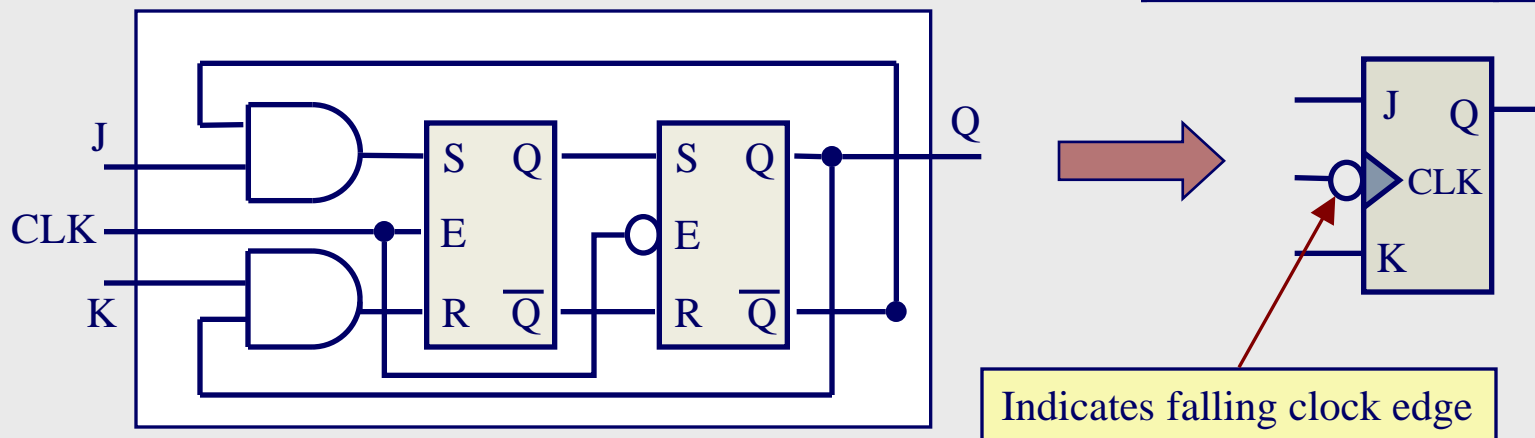 J
CLK
K
S Q
E
R Q̅
S Q
E
R Q̅
Q
J Q
CLK
K
Indicates falling clock edge